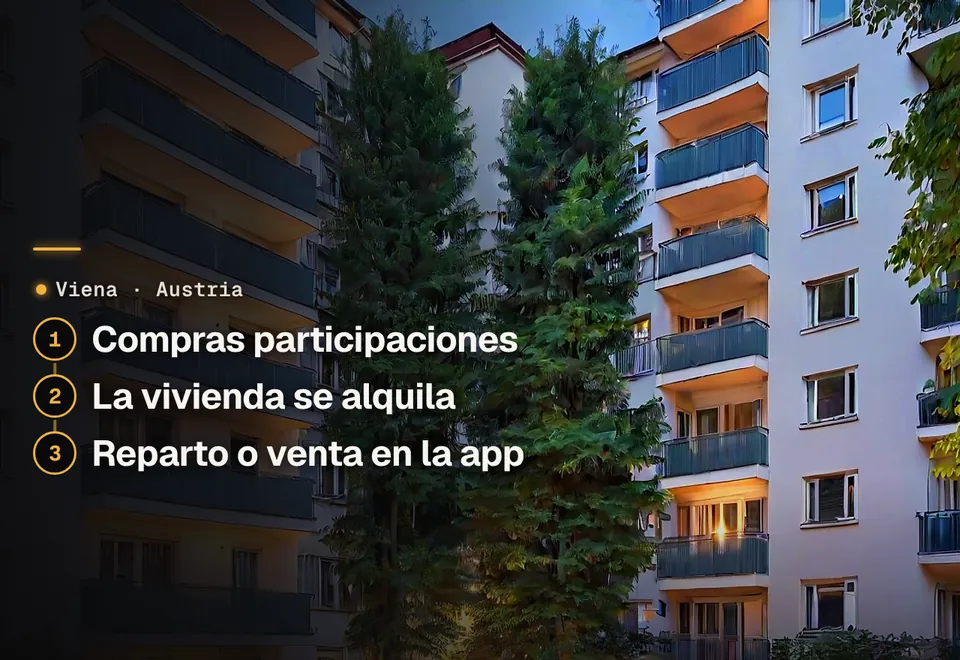 Viena · Austria
1 Compras participaciones
2 La vivienda se alquila
3 Reparto o venta en la app